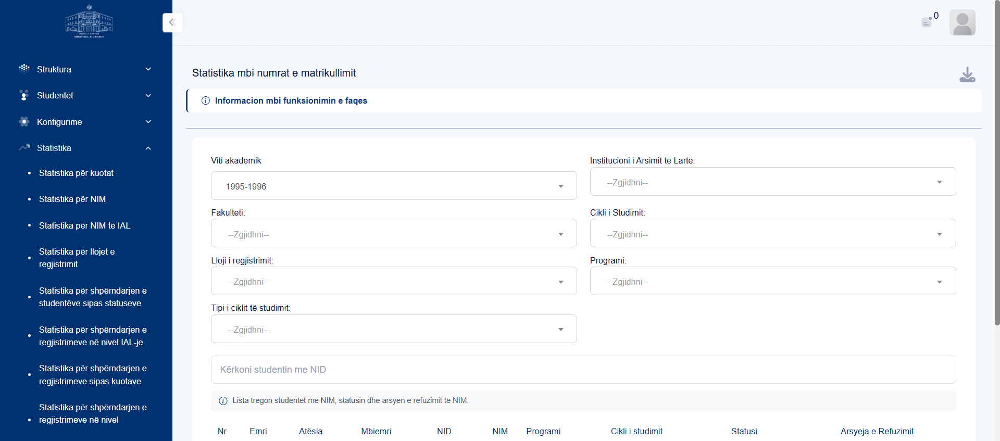 REPUBLIKA E SHQIPËRISË
MINISTRIA E ARSIMIT
Struktura
Studentët
Konfigurime
Statistika
Statistika për kuotat
Statistika për NIM
Statistika për NIM të IAL
Statistika për llojet e
regjistrimit
Statistika për shpërndarjen e
studentëve sipas statuseve
Statistika për shpërndarjen e
regjistrimeve në nivel IAL-je
Statistika për shpërndarjen e
regjistrimeve sipas kuotave
Statistika për shpërndarjen e
regjistrimeve në nivel
0
Statistika mbi numrat e matrikullimit
Informacion mbi funksionimin e faqes
Viti akademik
1995-1996
Institucioni i Arsimit të Lartë:
--Zgjidhni--
Fakulteti:
--Zgjidhni--
Cikli i Studimit:
--Zgjidhni--
Lloji i regjistrimit:
--Zgjidhni--
Programi:
--Zgjidhni--
Tipi i ciklit të studimit:
--Zgjidhni--
Kërkoni studentin me NID
Lista tregon studentët me NIM, statusin dhe arsyen e refuzimit të NIM.
Nr Emri Atësia Mbiemri NID NIM Programi Cikli i studimit Statusi Arsyeja e Refuzimit